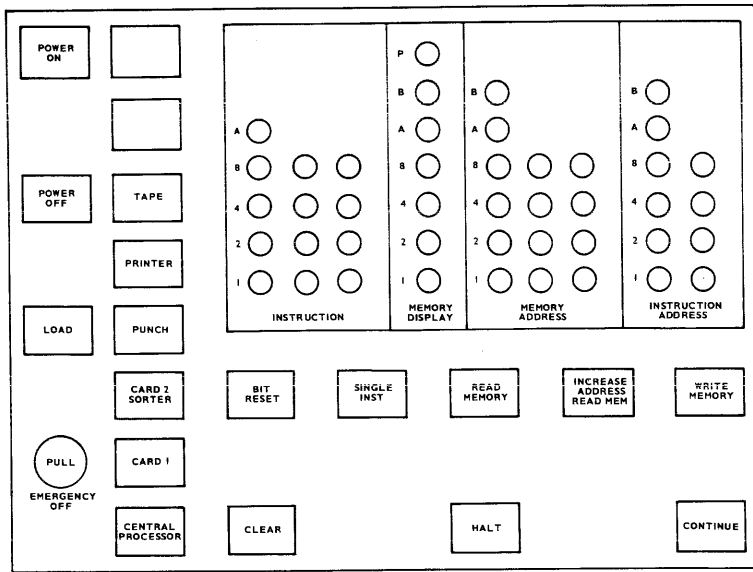 POWER
ON
P
B
B
B
A
A
A
A
8
8
8
8
POWER
OFF
TAPE
4
4
4
4
PRINTER
2
2
2
2
1
1
1
1
INSTRUCTION
MEMORY
DISPLAY
MEMORY
ADDRESS
INSTRUCTION
ADDRESS
LOAD
PUNCH
CARD 2
SORTER
BIT
RESET
SINGLE
INST
READ
MEMORY
INCREASE
ADDRESS
READ MEM
WRITE
MEMORY
PULL
EMERGENCY
OFF
CARD 1
CENTRAL
PROCESSOR
CLEAR
HALT
CONTINUE